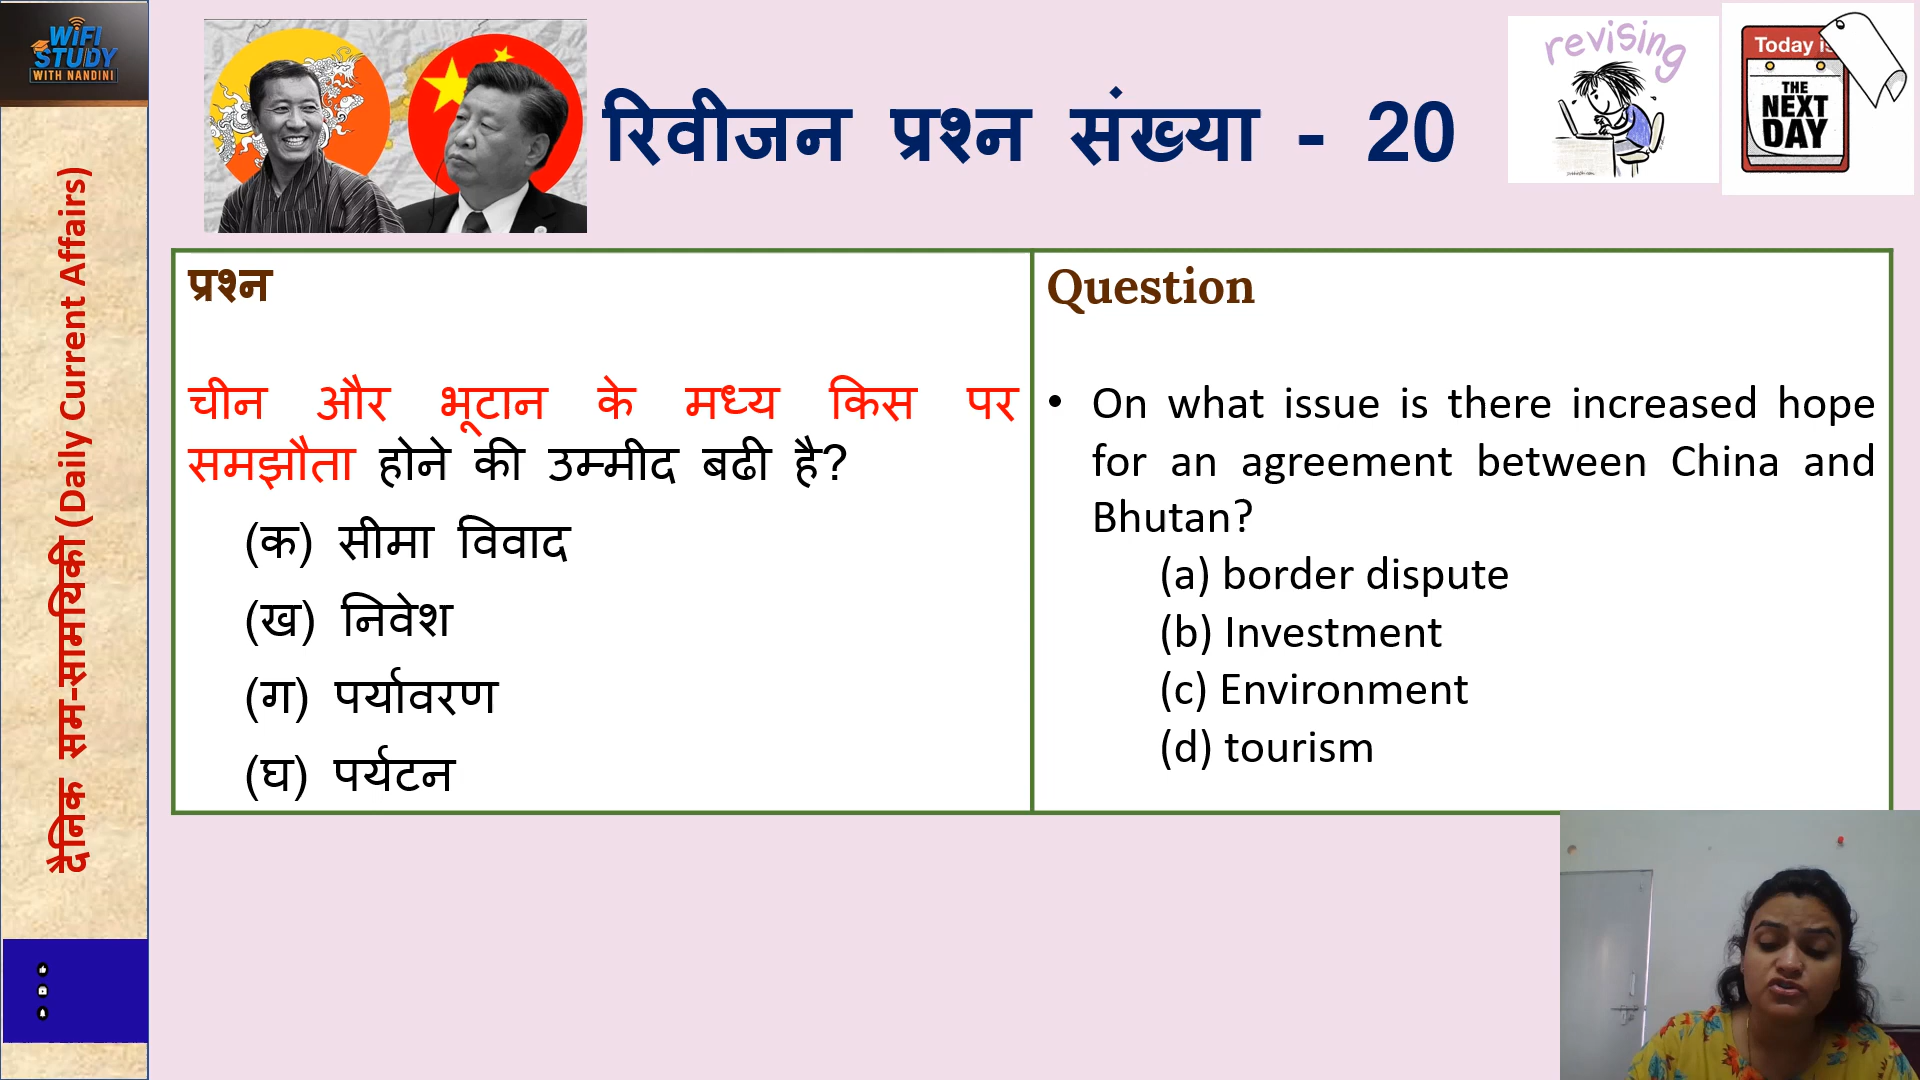 WiFI
STUDY
WITH NANDINI
दैनिक सम-सामयिकी (Daily Current Affairs)
रिवीजन प्रश्न संख्या - 20
revising
Today is
THE
NEXT
DAY
प्रश्न
चीन और भूटान के मध्य किस पर
समझौता होने की उम्मीद बढी है?
(क) सीमा विवाद
(ख) निवेश
(ग) पर्यावरण
(घ) पर्यटन
Question
• On what issue is there increased hope
for an agreement between China and
Bhutan?
(a) border dispute
(b) Investment
(c) Environment
(d) tourism